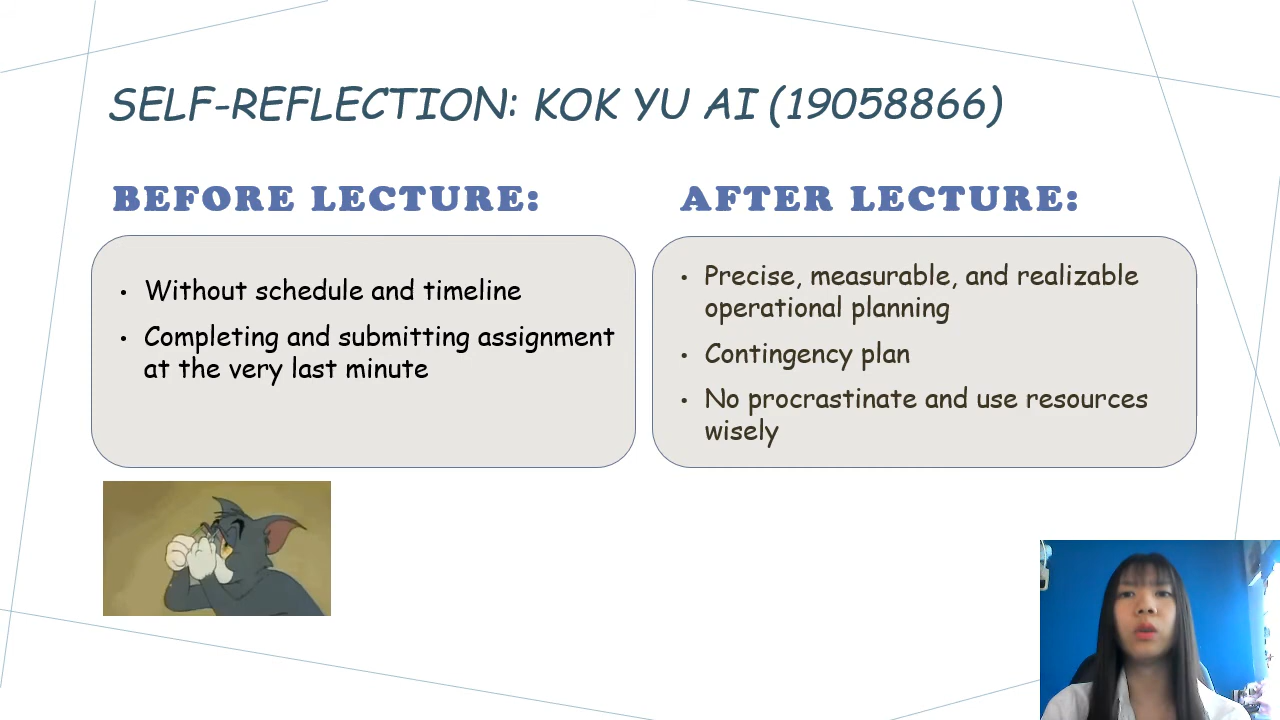 SELF-REFLECTION: KOK YU AI (19058866)
BEFORE LECTURE:
• Without schedule and timeline
• Completing and submitting assignment
at the very last minute
AFTER LECTURE:
• Precise, measurable, and realizable
operational planning
• Contingency plan
• No procrastinate and use resources
wisely